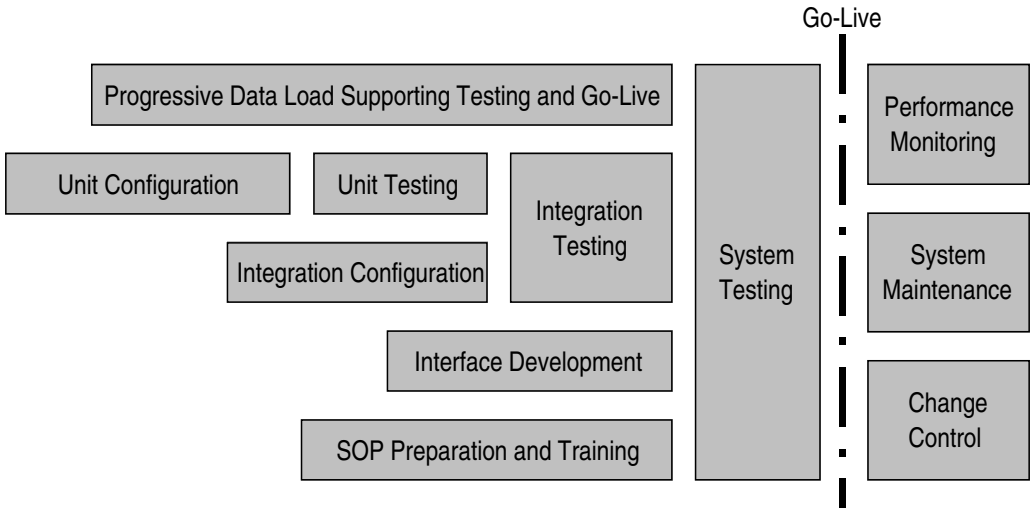 Go-Live
Progressive Data Load Supporting Testing and Go-Live
Unit Configuration
Unit Testing
Integration
Testing
Integration Configuration
Interface Development
SOP Preparation and Training
System
Testing
Performance
Monitoring
System
Maintenance
Change
Control